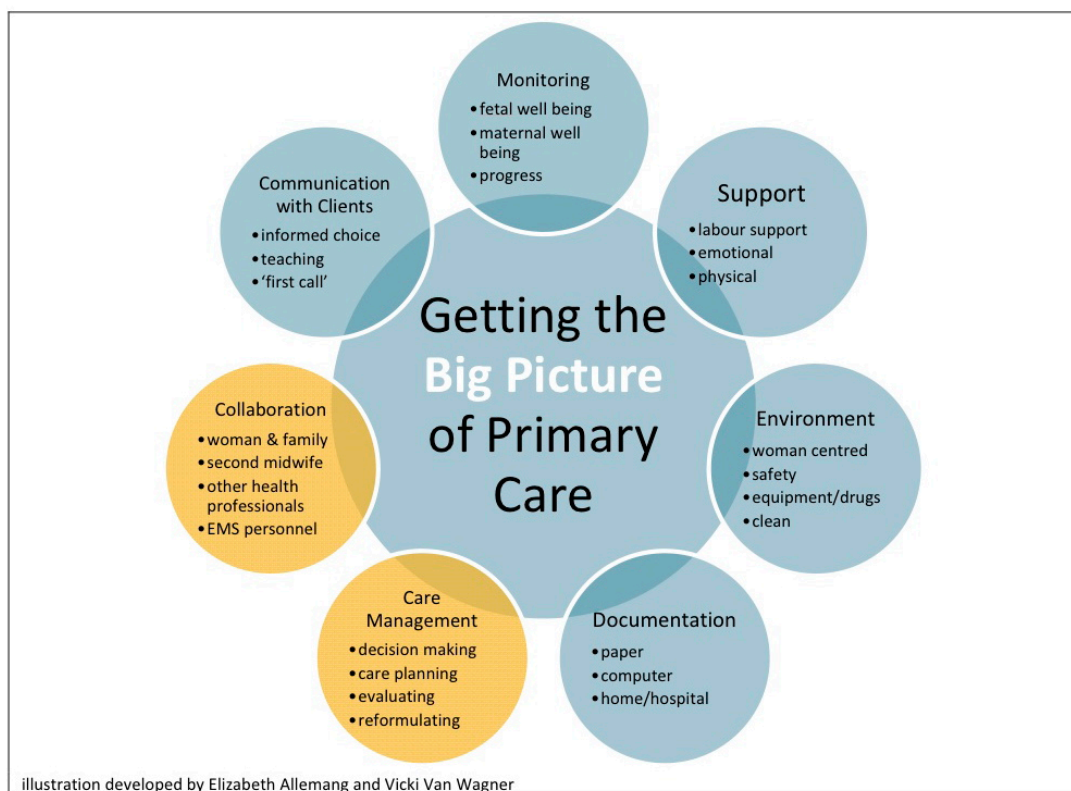 Getting the
Big Picture
of Primary
Care
Monitoring
•fetal well being
•maternal well
being
•progress
Support
•labour support
•emotional
•physical
Environment
•woman centred
•safety
•equipment/drugs
•clean
Documentation
•paper
•computer
•home/hospital
Care
Management
•decision making
•care planning
•evaluating
•reformulating
Collaboration
•woman & family
•second midwife
•other health
professionals
•EMS personnel
Communication
with Clients
•informed choice
•teaching
•‘first call’
illustration developed by Elizabeth Allemang and Vicki Van Wagner